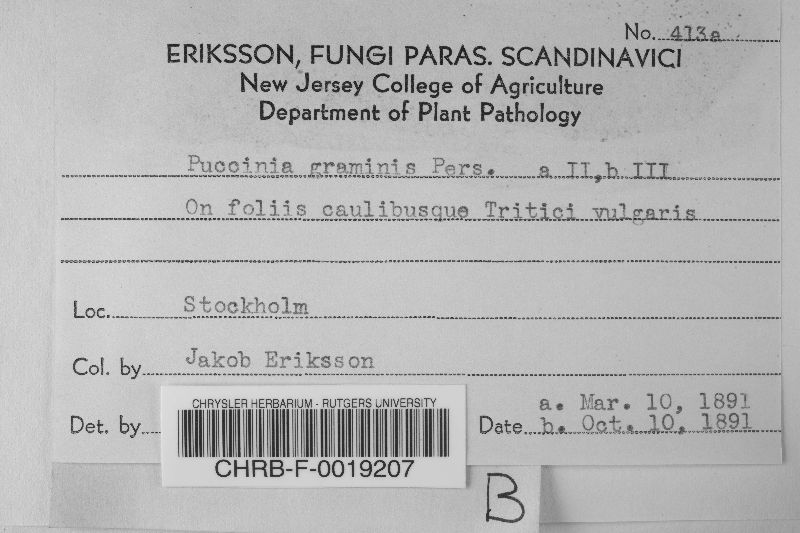 No. 413a
ERIKSSON, FUNGI PARAS. SCANDINAVICI
New Jersey College of Agriculture
Department of Plant Pathology
Puccinia graminis Pers. a II,b III
On foliis caulibusque Tritici vulgaris
Loc. Stockholm
Col. by Jakob Eriksson
a. Mar. 10, 1891
Det. by
Date b. Oct. 10, 1891
CHRYSLER HERBARIUM - RUTGERS UNIVERSITY
CHRB-F-0019207
B